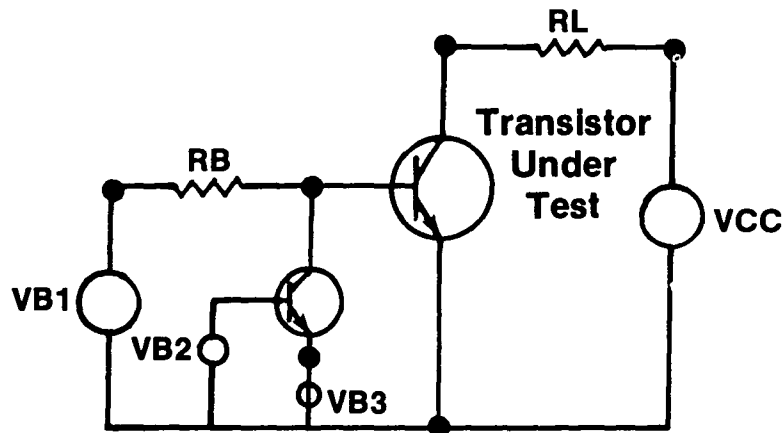 RL
Transistor
Under
Test
RB
VCC
VB1
VB2
VB3